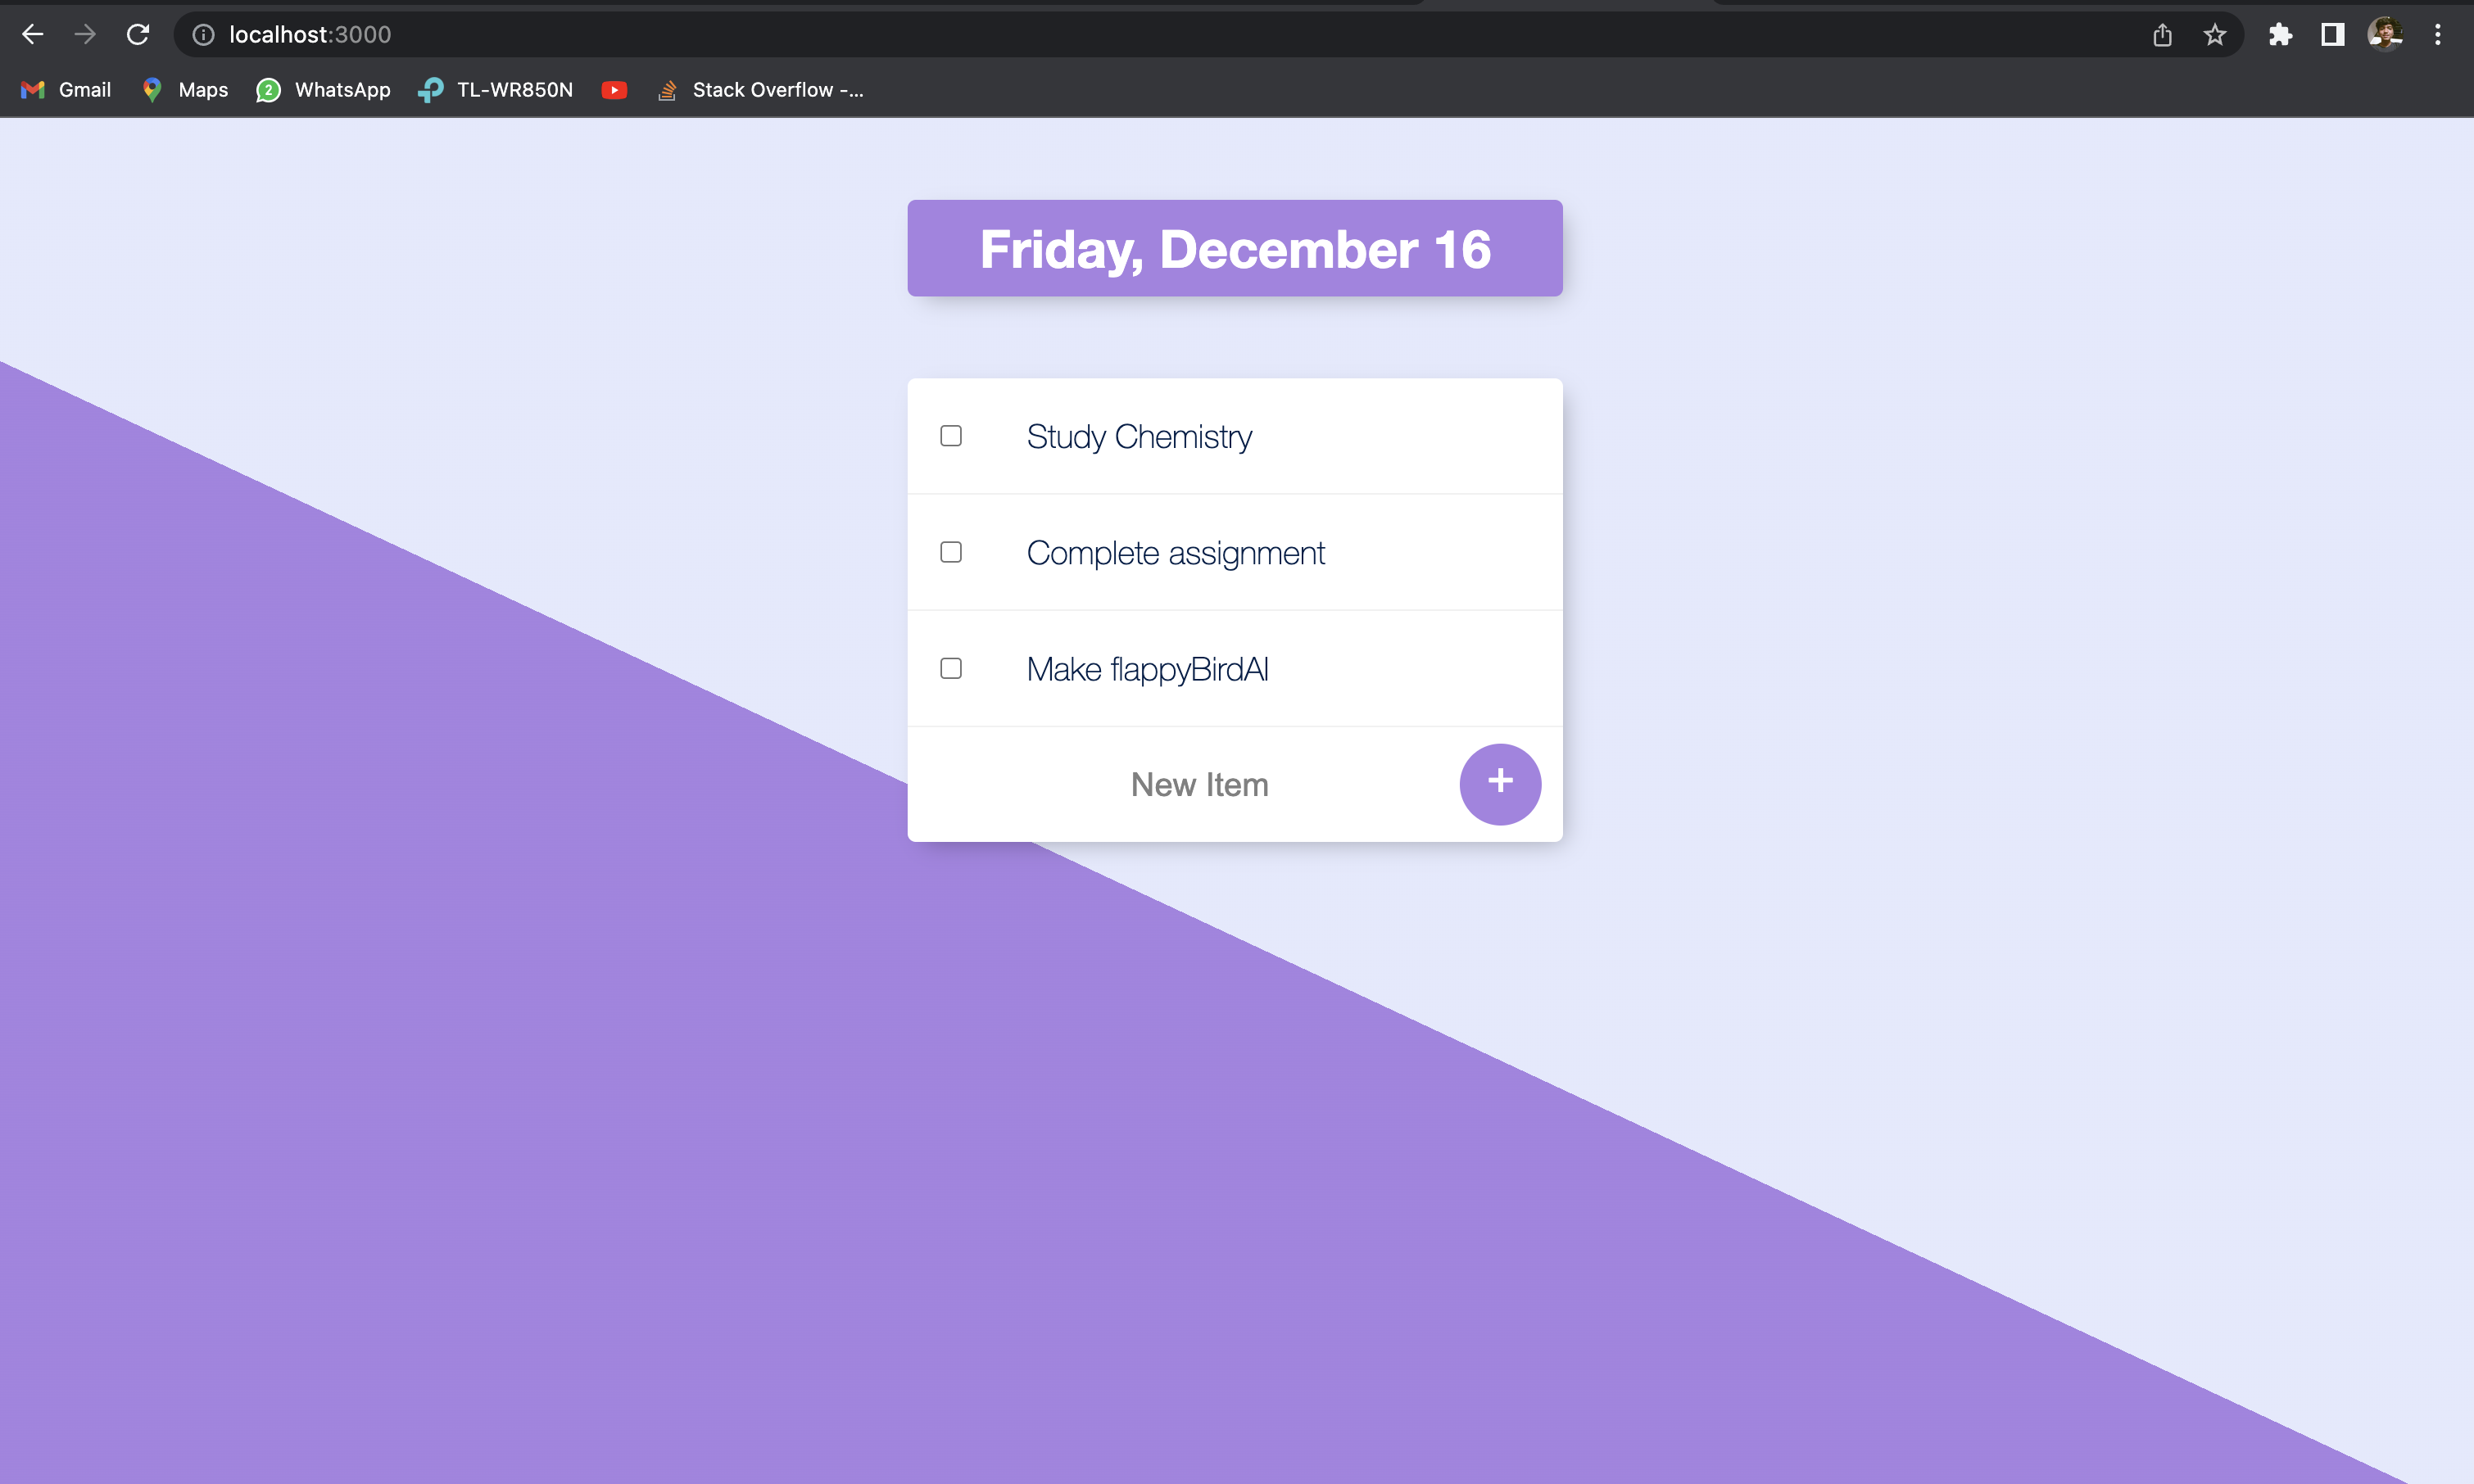 localhost:3000
Gmail Maps 2 WhatsApp TL-WR850N Stack Overflow -...
Friday, December 16
Study Chemistry
Complete assignment
Make flappyBirdAI
New Item +